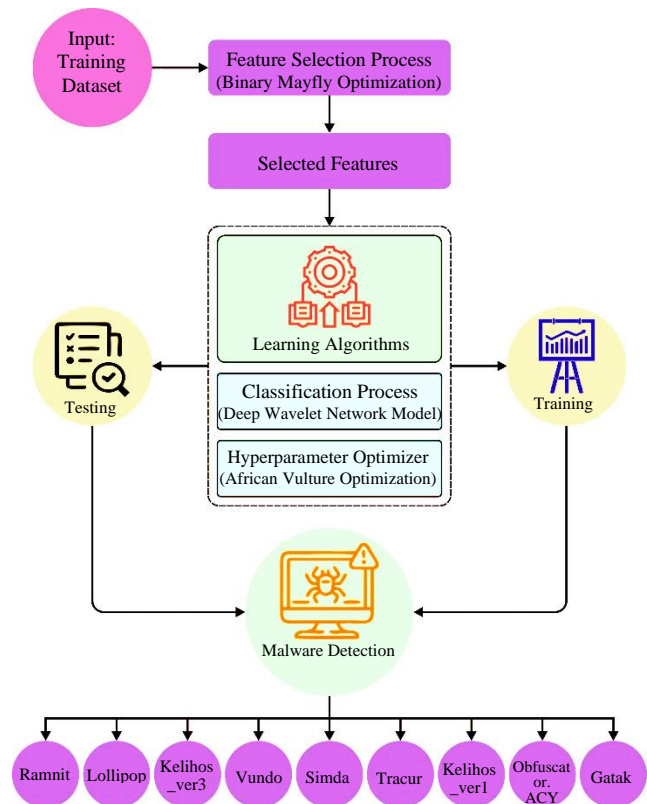 Input:
Training
Dataset
Feature Selection Process
(Binary Mayfly Optimization)
Selected Features
Learning Algorithms
Classification Process
(Deep Wavelet Network Model)
Hyperparameter Optimizer
(African Vulture Optimization)
Testing
Training
Malware Detection
Ramnit
Lollipop
Kelihos
_ver3
Vundo
Simda
Tracur
Kelihos
_ver1
Obfuscat
or.
ACY
Gatak